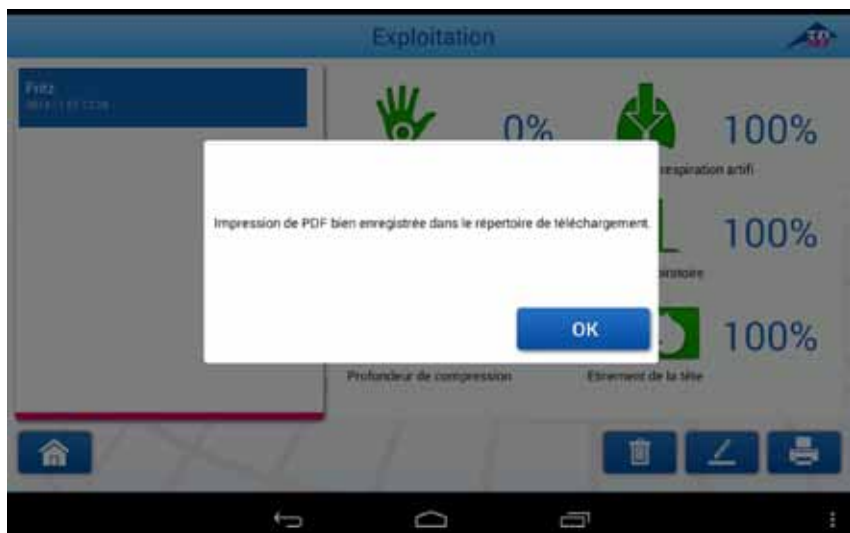 Exploitation
Fritz
0%
100%
respiration artifi
Impression de PDF bien enregistrée dans le répertoire de téléchargement.
100%
OK
100%
Profondeur de compression
Etirement de la tête